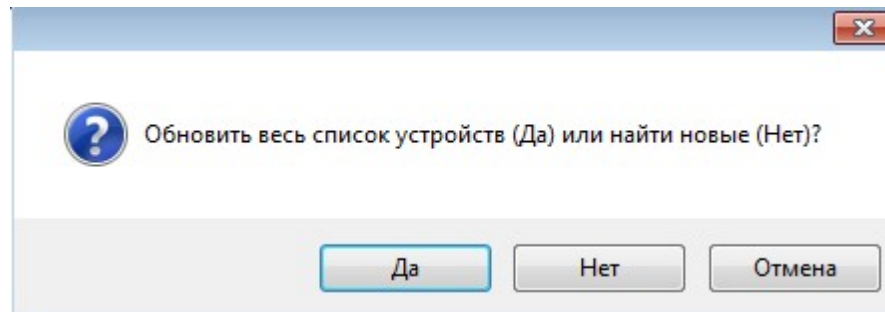 Обновить весь список устройств (Да) или найти новые (Нет)?
Да Нет Отмена